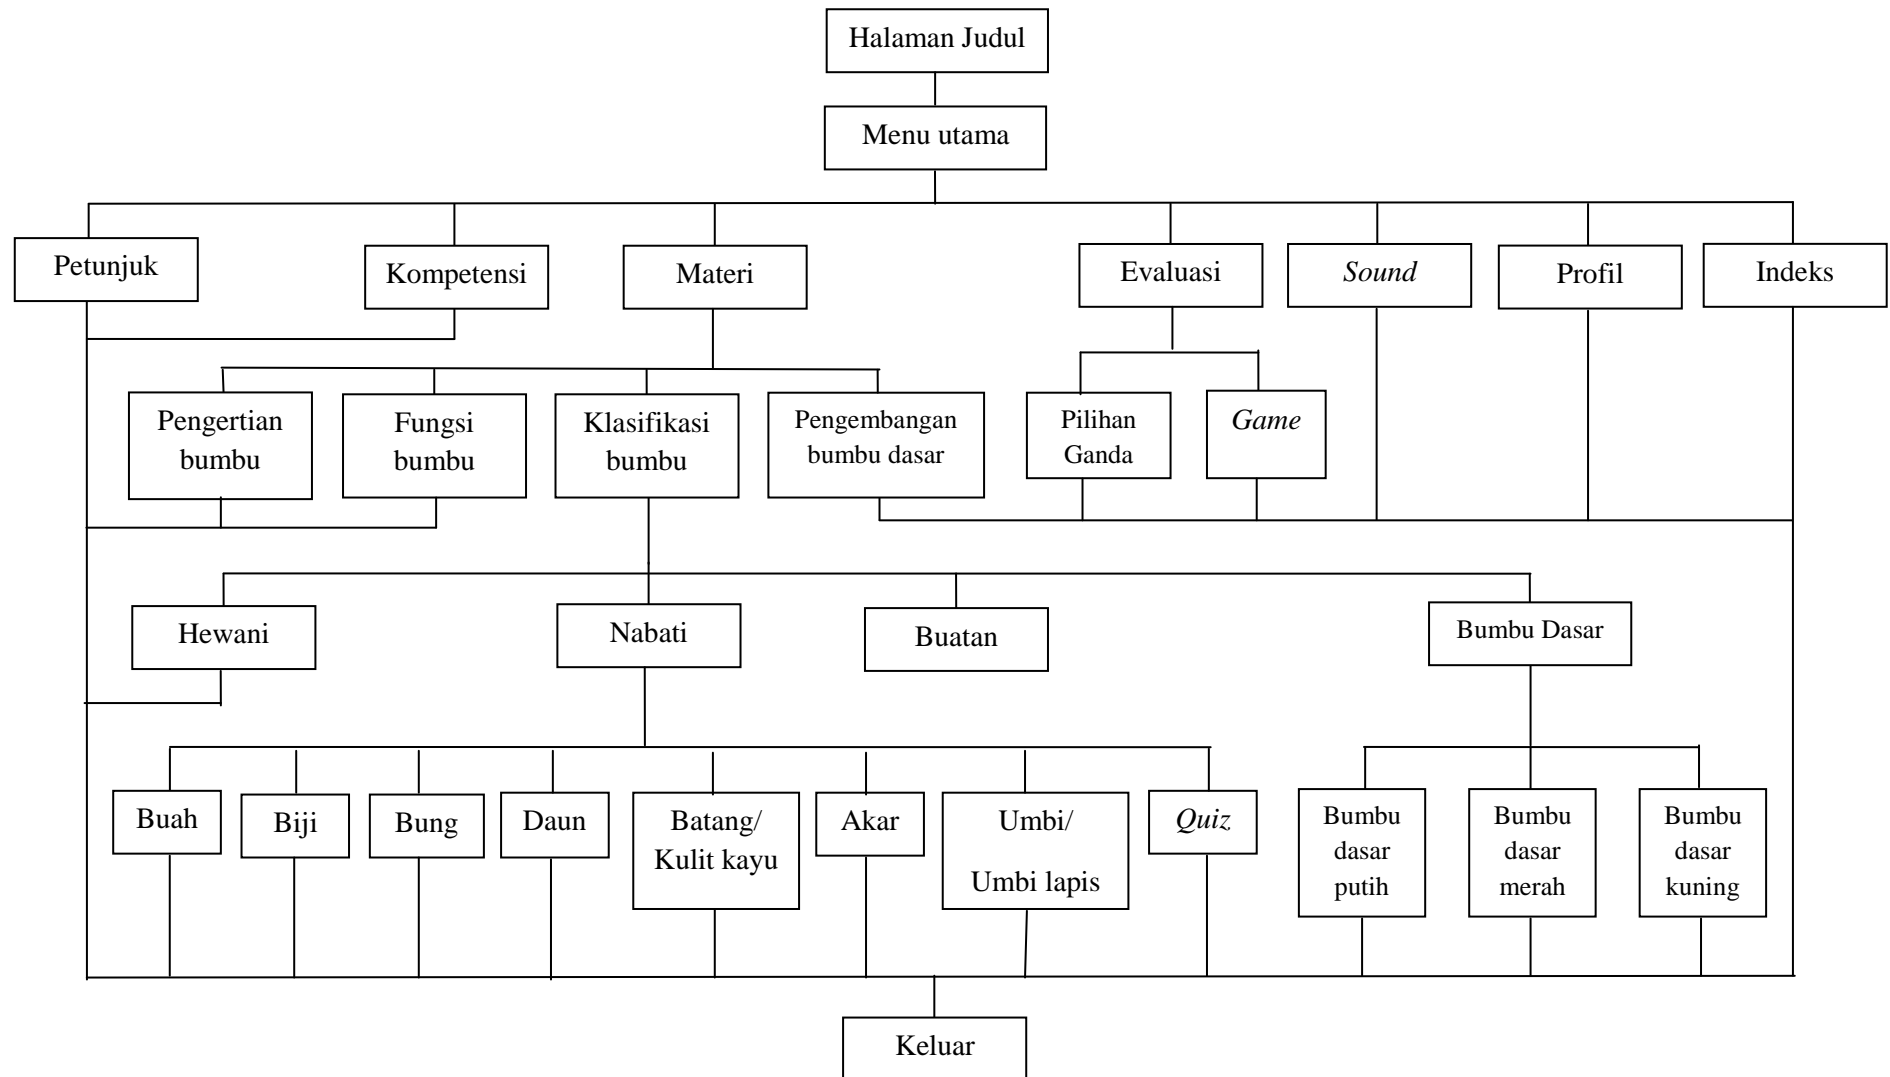 Halaman Judul
Menu utama
Petunjuk
Kompetensi
Materi
Evaluasi
Sound
Profil
Indeks
Pengertian
bumbu
Fungsi
bumbu
Klasifikasi
bumbu
Pengembangan
bumbu dasar
Pilihan
Ganda
Game
Hewani
Nabati
Buatan
Bumbu Dasar
Buah
Biji
Bung
Daun
Batang/
Kulit kayu
Akar
Umbi/
Umbi lapis
Quiz
Bumbu
dasar
putih
Bumbu
dasar
merah
Bumbu
dasar
kuning
Keluar